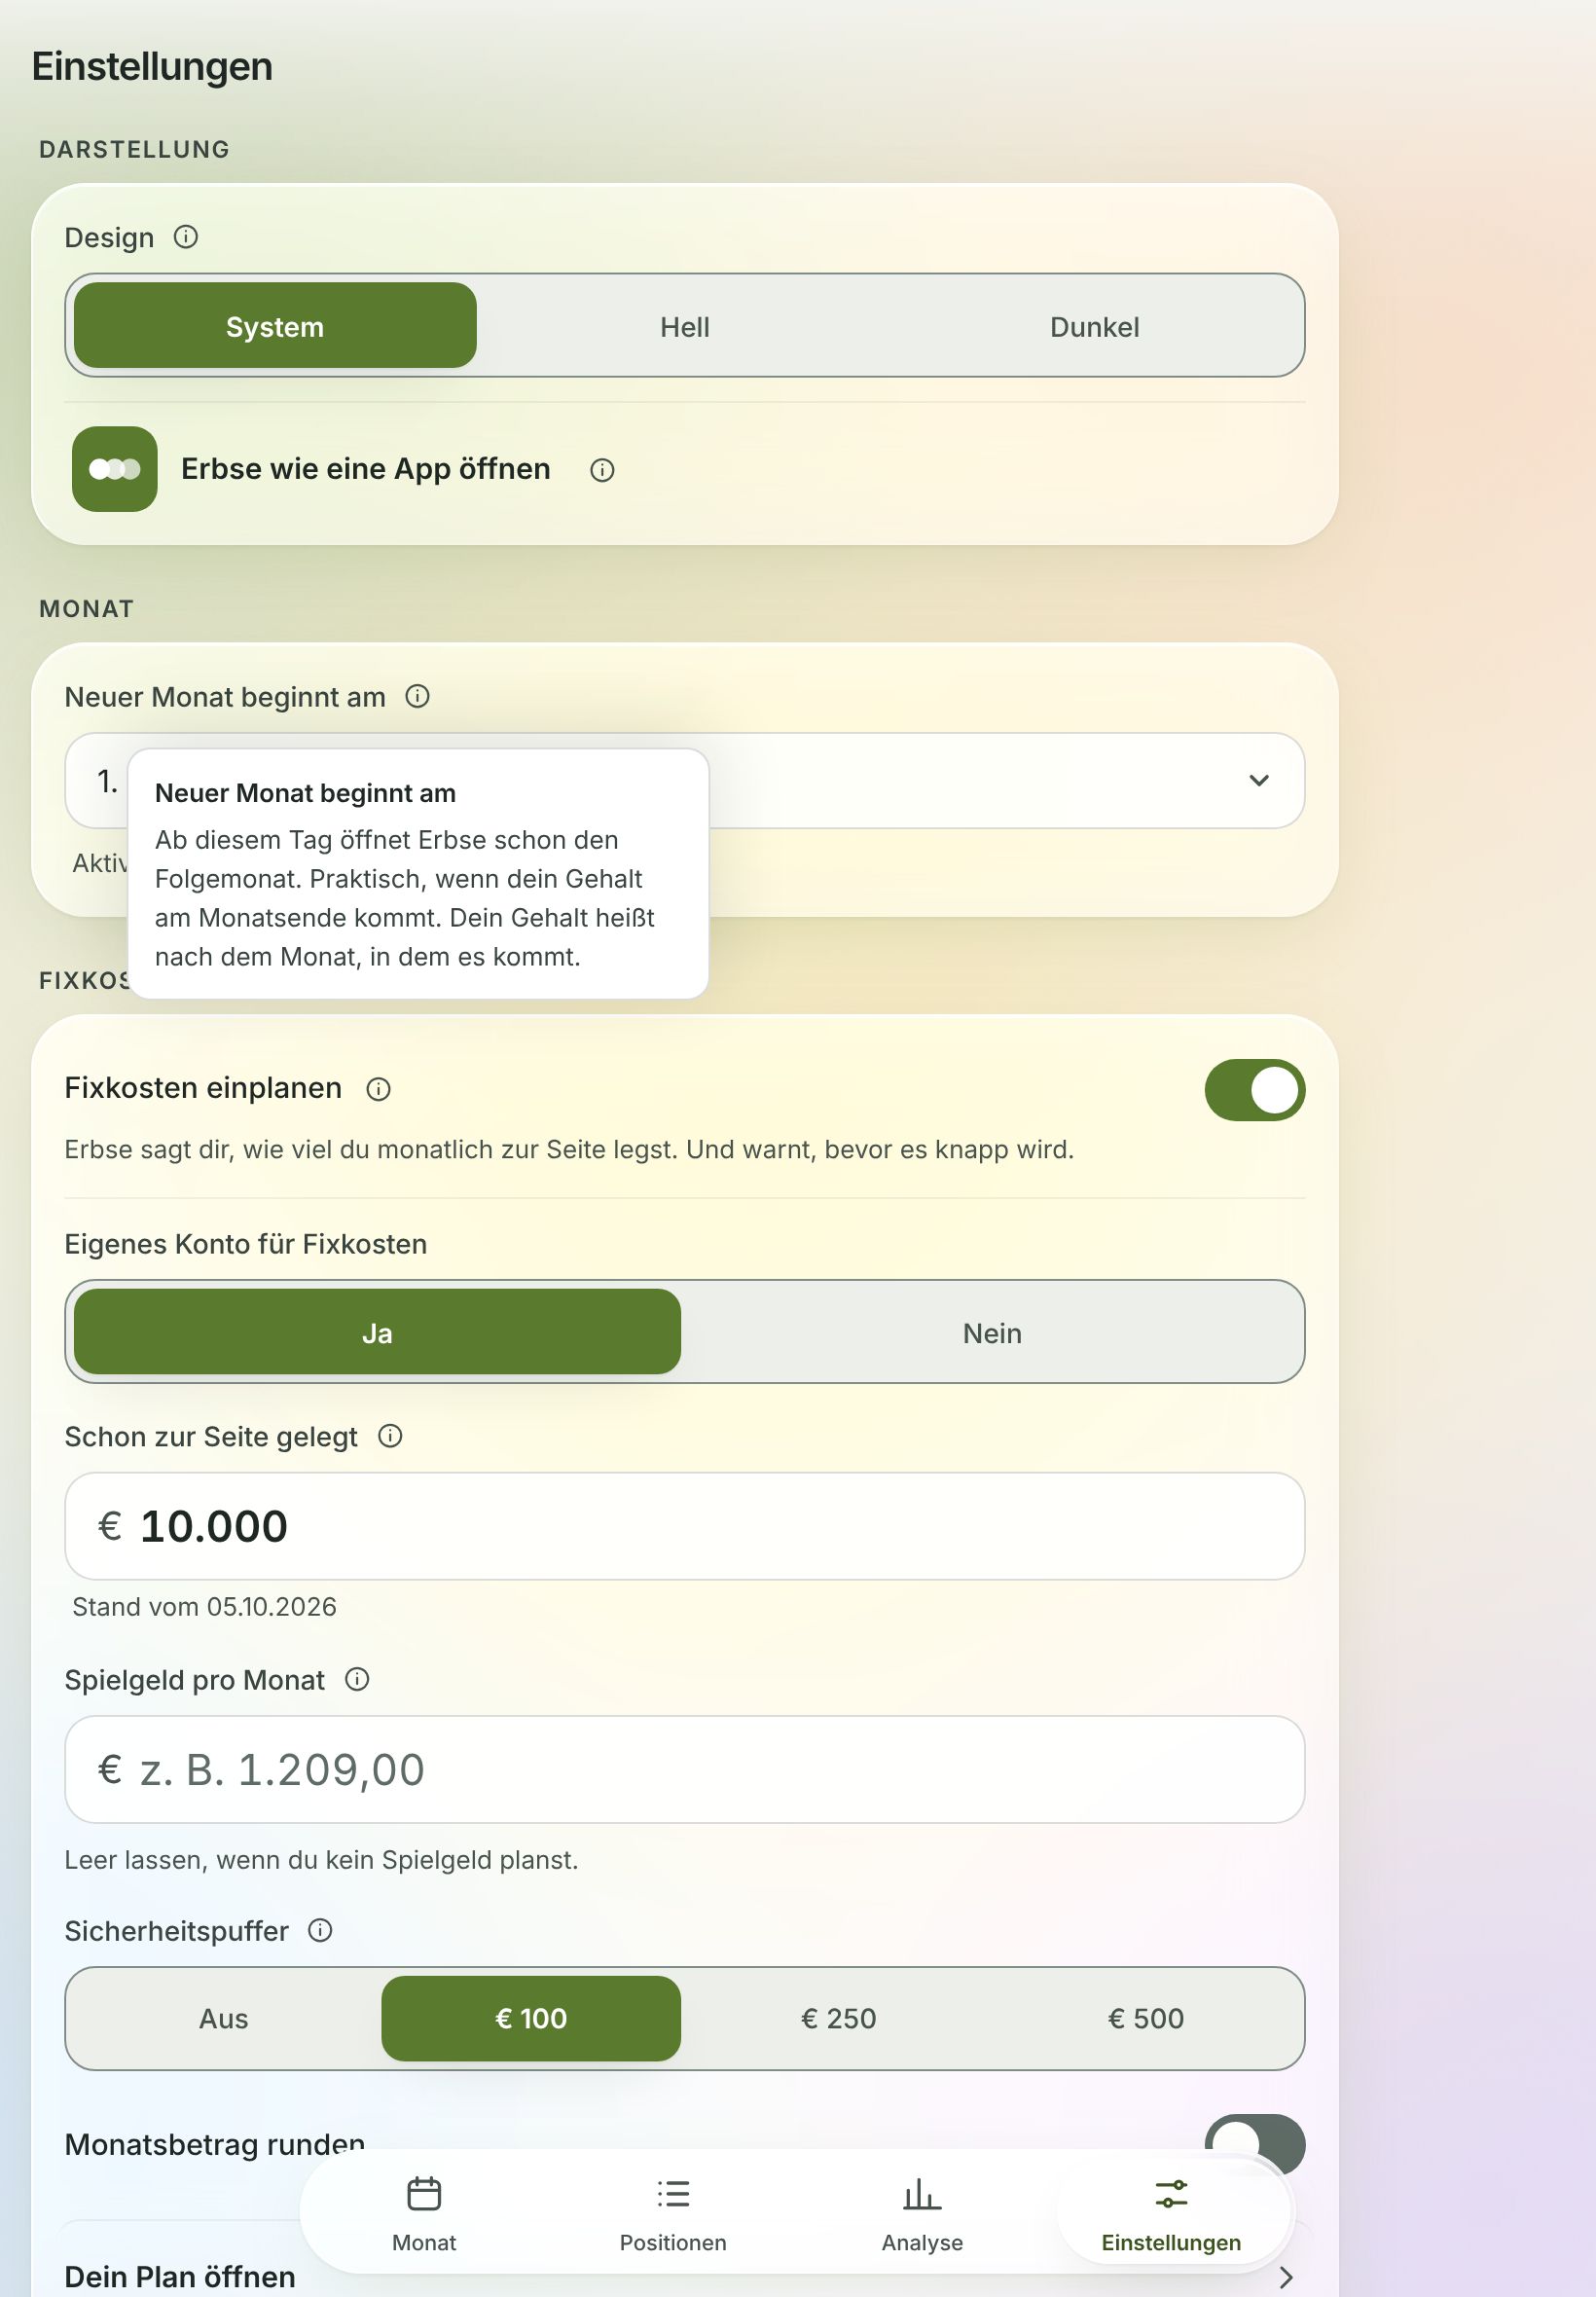 Einstellungen
DARSTELLUNG
Design
System Hell Dunkel
Erbse wie eine App öffnen
MONAT
Neuer Monat beginnt am
1.
Neuer Monat beginnt am
Ab diesem Tag öffnet Erbse schon den
Folgemonat. Praktisch, wenn dein Gehalt
am Monatsende kommt. Dein Gehalt heißt
nach dem Monat, in dem es kommt.
Fixkosten einplanen
Erbse sagt dir, wie viel du monatlich zur Seite legst. Und warnt, bevor es knapp wird.
Eigenes Konto für Fixkosten
Ja Nein
Schon zur Seite gelegt
€ 10.000
Stand vom 05.10.2026
Spielgeld pro Monat
€ z. B. 1.209,00
Leer lassen, wenn du kein Spielgeld planst.
Sicherheitspuffer
Aus € 100 € 250 € 500
Monatsbetrag runden
Monat Positionen Analyse Einstellungen
Dein Plan öffnen